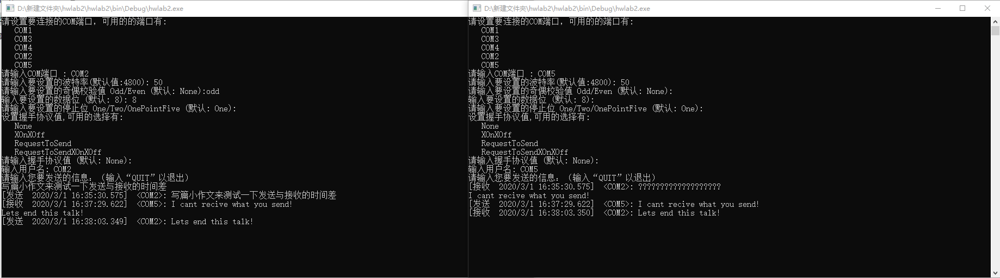 D:\新建文件夹\hwlab2\hwlab2\bin\Debug\hwlab2.exe
请设置要连接的COM端口，可用的的端口有:
COM1
COM3
COM4
COM2
COM5
请输入COM端口 : COM2
请输入要设置的波特率(默认值:4800): 50
请输入要设置的奇偶校验值 Odd/Even (默认: None):odd
输入要设置的数据位 (默认: 8): 8
请输入要设置的停止位 One/Two/OnePointFive (默认: One):
设置握手协议值,可用的选择有:
None
XOnXOff
RequestToSend
RequestToSendXOnXOff
请输入握手协议值 (默认: None):
输入用户名: COM2
请输入您要发送的信息: （输入“QUIT”以退出）
写篇小作文来测试一下发送与接收的时间差
[发送  2020/3/1 16:35:30.575]  <COM2>: 写篇小作文来测试一下发送与接收的时间差
[接收  2020/3/1 16:37:29.622]  <COM5>: I cant recive what you send!
Lets end this talk!
[发送  2020/3/1 16:38:03.349]  <COM2>: Lets end this talk!
D:\新建文件夹\hwlab2\hwlab2\bin\Debug\hwlab2.exe
请设置要连接的COM端口，可用的的端口有:
COM1
COM3
COM4
COM2
COM5
请输入COM端口 : COM5
请输入要设置的波特率(默认值:4800): 50
请输入要设置的奇偶校验值 Odd/Even (默认: None):
输入要设置的数据位 (默认: 8):
请输入要设置的停止位 One/Two/OnePointFive (默认: One):
设置握手协议值,可用的选择有:
None
XOnXOff
RequestToSend
RequestToSendXOnXOff
请输入握手协议值 (默认: None):
输入用户名: COM5
请输入您要发送的信息: （输入“QUIT”以退出）
[接收  2020/3/1 16:35:30.575]  <COM2>: ???????????????????
I cant recive what you send!
[发送  2020/3/1 16:37:29.622]  <COM5>: I cant recive what you send!
[接收  2020/3/1 16:38:03.350]  <COM2>: Lets end this talk!